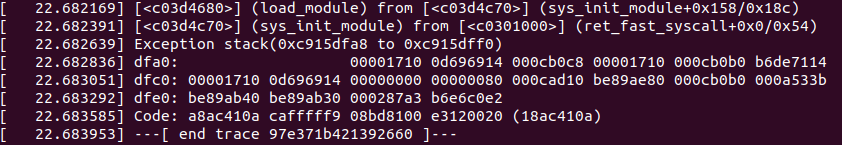 [   22.682169] [<c03d4680>] (load_module) from [<c03d4c70>] (sys_init_module+0x158/0x18c)
[   22.682391] [<c03d4c70>] (sys_init_module) from [<c0301000>] (ret_fast_syscall+0x0/0x54)
[   22.682639] Exception stack(0xc915dfa8 to 0xc915dff0)
[   22.682836] dfa0:                   00001710 0d696914 000cb0c8 00001710 000cb0b0 b6de7114
[   22.683051] dfc0: 00001710 0d696914 00000000 00000080 000cad10 be89ae80 000cb0b0 000a533b
[   22.683292] dfe0: be89ab40 be89ab30 000287a3 b6e6c0e2
[   22.683585] Code: a8ac410a cafffff9 08bd8100 e3120020 (18ac410a)
[   22.683953] ---[ end trace 97e371b421392660 ]---